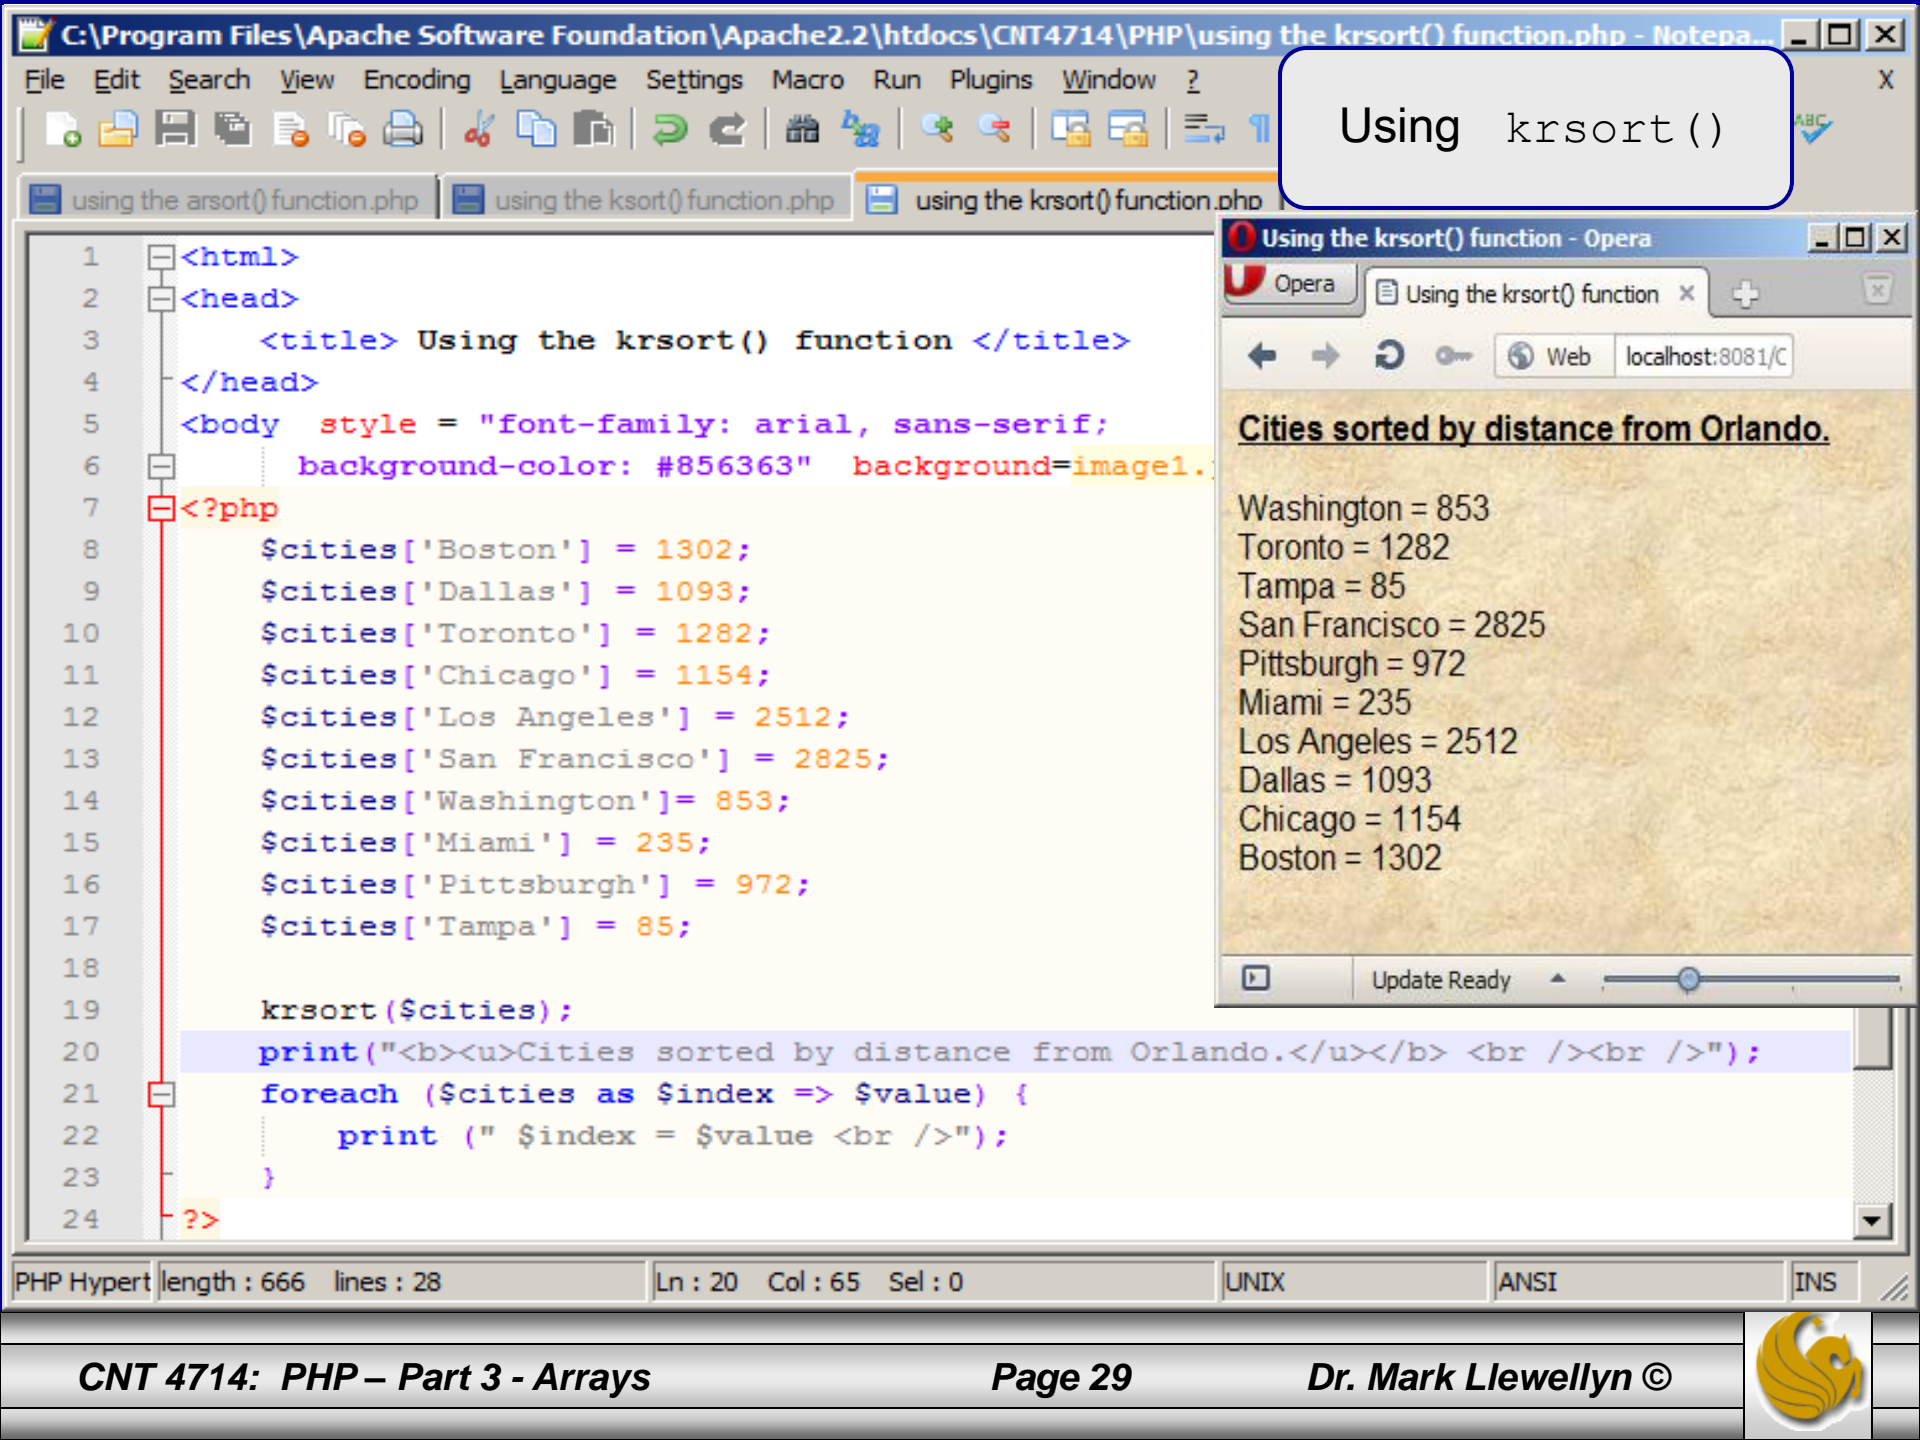 C:\Program Files\Apache Software Foundation\Apache2.2\htdocs\CNT4714\PHP\using the krsort() function.php - Notepa...
File Edit Search View Encoding Language Settings Macro Run Plugins Window ? X
Using krsort()
ABC
using the arsort() function.php using the ksort() function.php using the krsort() function.php
1 <html>
2 <head>
3 <title> Using the krsort() function </title>
4 </head>
5 <body style = "font-family: arial, sans-serif;
6 background-color: #856363" background=image1.
7 <?php
8 $cities['Boston'] = 1302;
9 $cities['Dallas'] = 1093;
10 $cities['Toronto'] = 1282;
11 $cities['Chicago'] = 1154;
12 $cities['Los Angeles'] = 2512;
13 $cities['San Francisco'] = 2825;
14 $cities['Washington']= 853;
15 $cities['Miami'] = 235;
16 $cities['Pittsburgh'] = 972;
17 $cities['Tampa'] = 85;
18
19 krsort($cities);
20 print("<b><u>Cities sorted by distance from Orlando.</u></b> <br /><br />");
21 foreach ($cities as $index => $value) {
22 print (" $index = $value <br />");
23 }
24 ?>
Using the krsort() function - Opera
Opera Using the krsort() function
Web localhost:8081/C
Cities sorted by distance from Orlando.
Washington = 853
Toronto = 1282
Tampa = 85
San Francisco = 2825
Pittsburgh = 972
Miami = 235
Los Angeles = 2512
Dallas = 1093
Chicago = 1154
Boston = 1302
Update Ready
PHP Hypert length : 666 lines : 28 Ln : 20 Col : 65 Sel : 0 UNIX ANSI INS
CNT 4714: PHP – Part 3 - Arrays Page 29 Dr. Mark Llewellyn ©